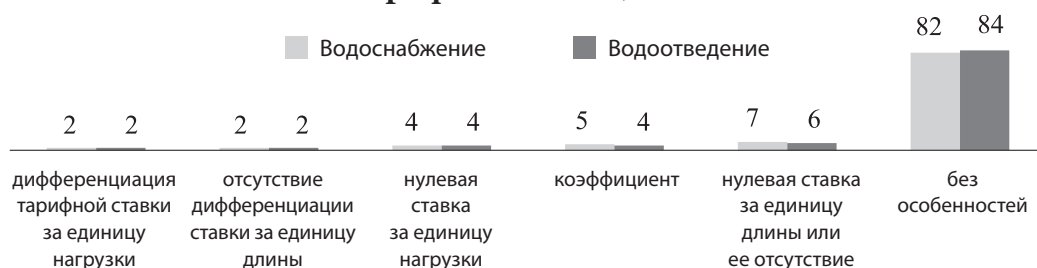 Водоснабжение Водоотведение
82 84
2 2 2 2 4 4 5 4 7 6
дифференциация тарифной ставки за единицу нагрузки
отсутствие дифференциации ставки за единицу длины
нулевая ставка за единицу нагрузки
коэффициент
нулевая ставка за единицу длины или ее отсутствие
без особенностей